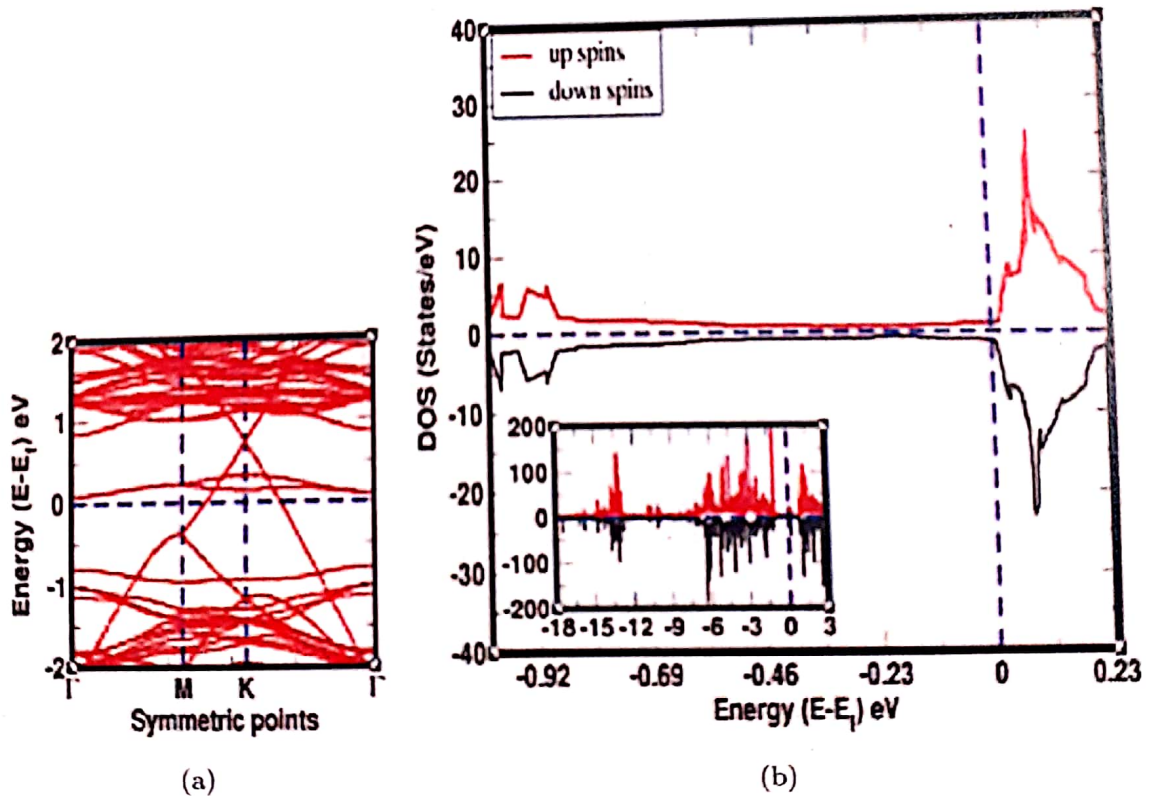 2
1
0
-1
-2
Energy (E-E_f) eV
Γ M K Γ
Symmetric points
(a)
40
30
20
10
0
-10
-20
-30
-40
DOS (States/eV)
up spins
down spins
200
100
0
-100
-200
-18 -15 -12 -9 -6 -3 0 3
-0.92 -0.69 -0.46 -0.23 0 0.23
Energy (E-E_f) eV
(b)